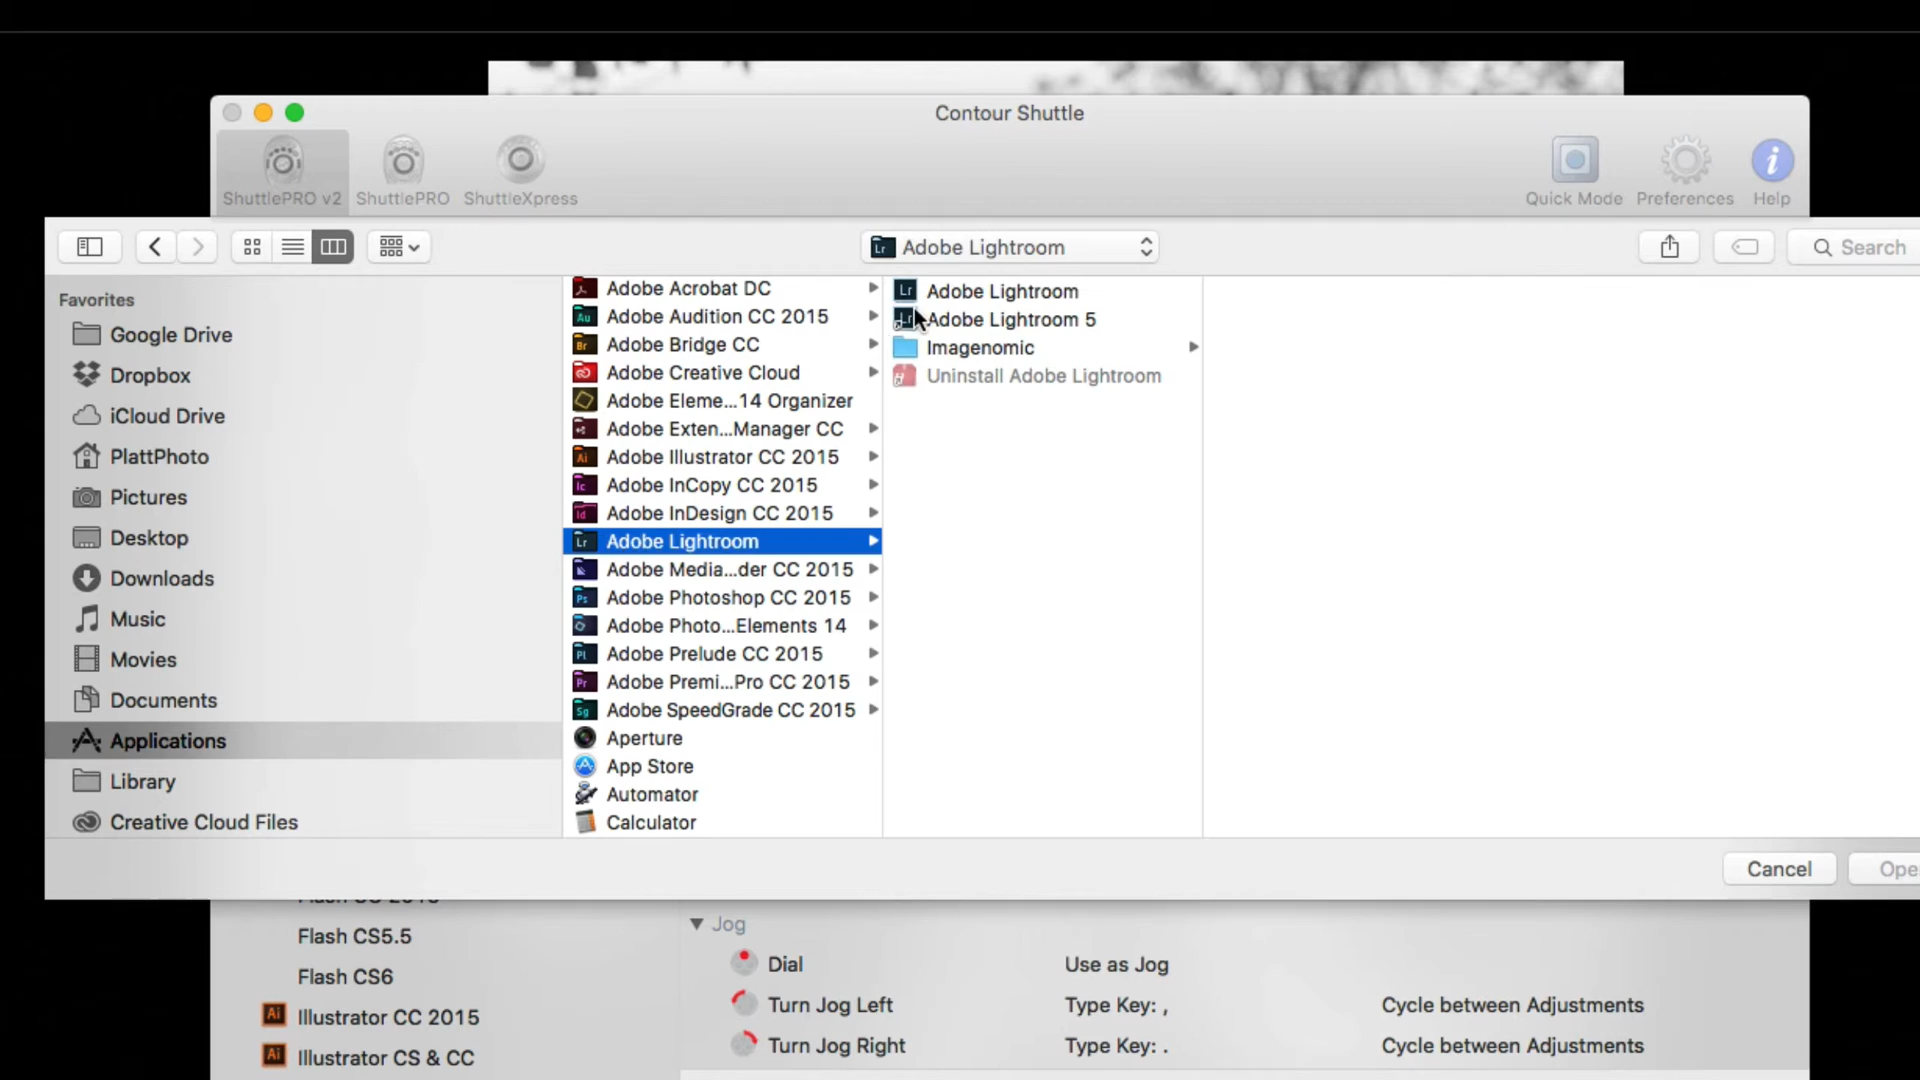 Contour Shuttle
ShuttlePRO v2
ShuttlePRO
ShuttleXpress
Quick Mode
Preferences
Help
Adobe Lightroom
Search
Favorites
Google Drive
Dropbox
iCloud Drive
PlattPhoto
Pictures
Desktop
Downloads
Music
Movies
Documents
Applications
Library
Creative Cloud Files
Adobe Acrobat DC
Adobe Audition CC 2015
Adobe Bridge CC
Adobe Creative Cloud
Adobe Eleme...14 Organizer
Adobe Exten...Manager CC
Adobe Illustrator CC 2015
Adobe InCopy CC 2015
Adobe InDesign CC 2015
Adobe Lightroom
Adobe Media...der CC 2015
Adobe Photoshop CC 2015
Adobe Photo...Elements 14
Adobe Prelude CC 2015
Adobe Premi...Pro CC 2015
Adobe SpeedGrade CC 2015
Aperture
App Store
Automator
Calculator
Adobe Lightroom
Adobe Lightroom 5
Imagenomic
Uninstall Adobe Lightroom
Cancel
Ope
Flash CS5.5
Flash CS6
Illustrator CC 2015
Illustrator CS & CC
Jog
Dial Use as Jog
Turn Jog Left Type Key: , Cycle between Adjustments
Turn Jog Right Type Key: . Cycle between Adjustments